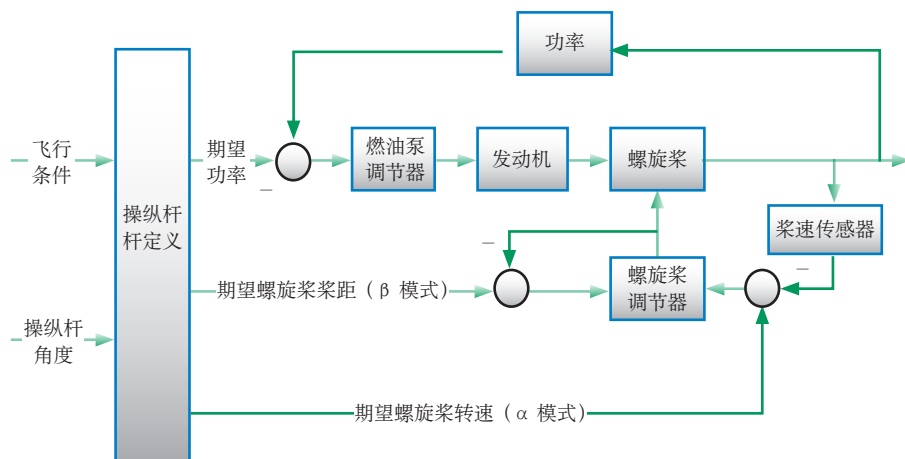 功率
飞行
条件
期望
功率
燃油泵
调节器
发动机
螺旋桨
操纵杆
杆定义
桨速传感器
期望螺旋桨桨距（β 模式）
螺旋桨
调节器
操纵杆
角度
期望螺旋桨转速（α 模式）